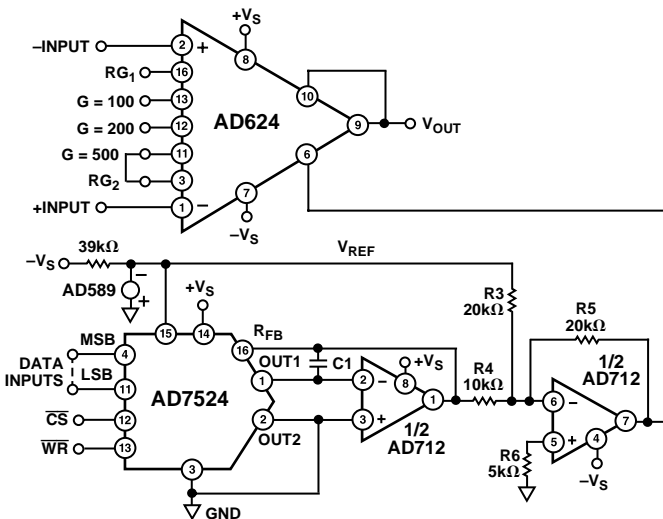 +VS
–INPUT 2 + 8
RG1 16
10
G = 100 13
AD624
G = 200 12 9 VOUT
G = 500 11 6
RG2 3
7
+INPUT 1 –
–VS
39kΩ
–VS VREF
–
AD589 +VS R3 20kΩ R5 20kΩ
+
15 14 RFB
MSB 16
4 OUT1 C1 1/2 AD712
DATA INPUTS 1 2 – 8 +VS R4 10kΩ
LSB 11 AD7524 1 6 –
CS 12 2 3 + 7
OUT2 1/2 AD712 5 + 4
WR 13 R6 5kΩ
3 –VS
GND